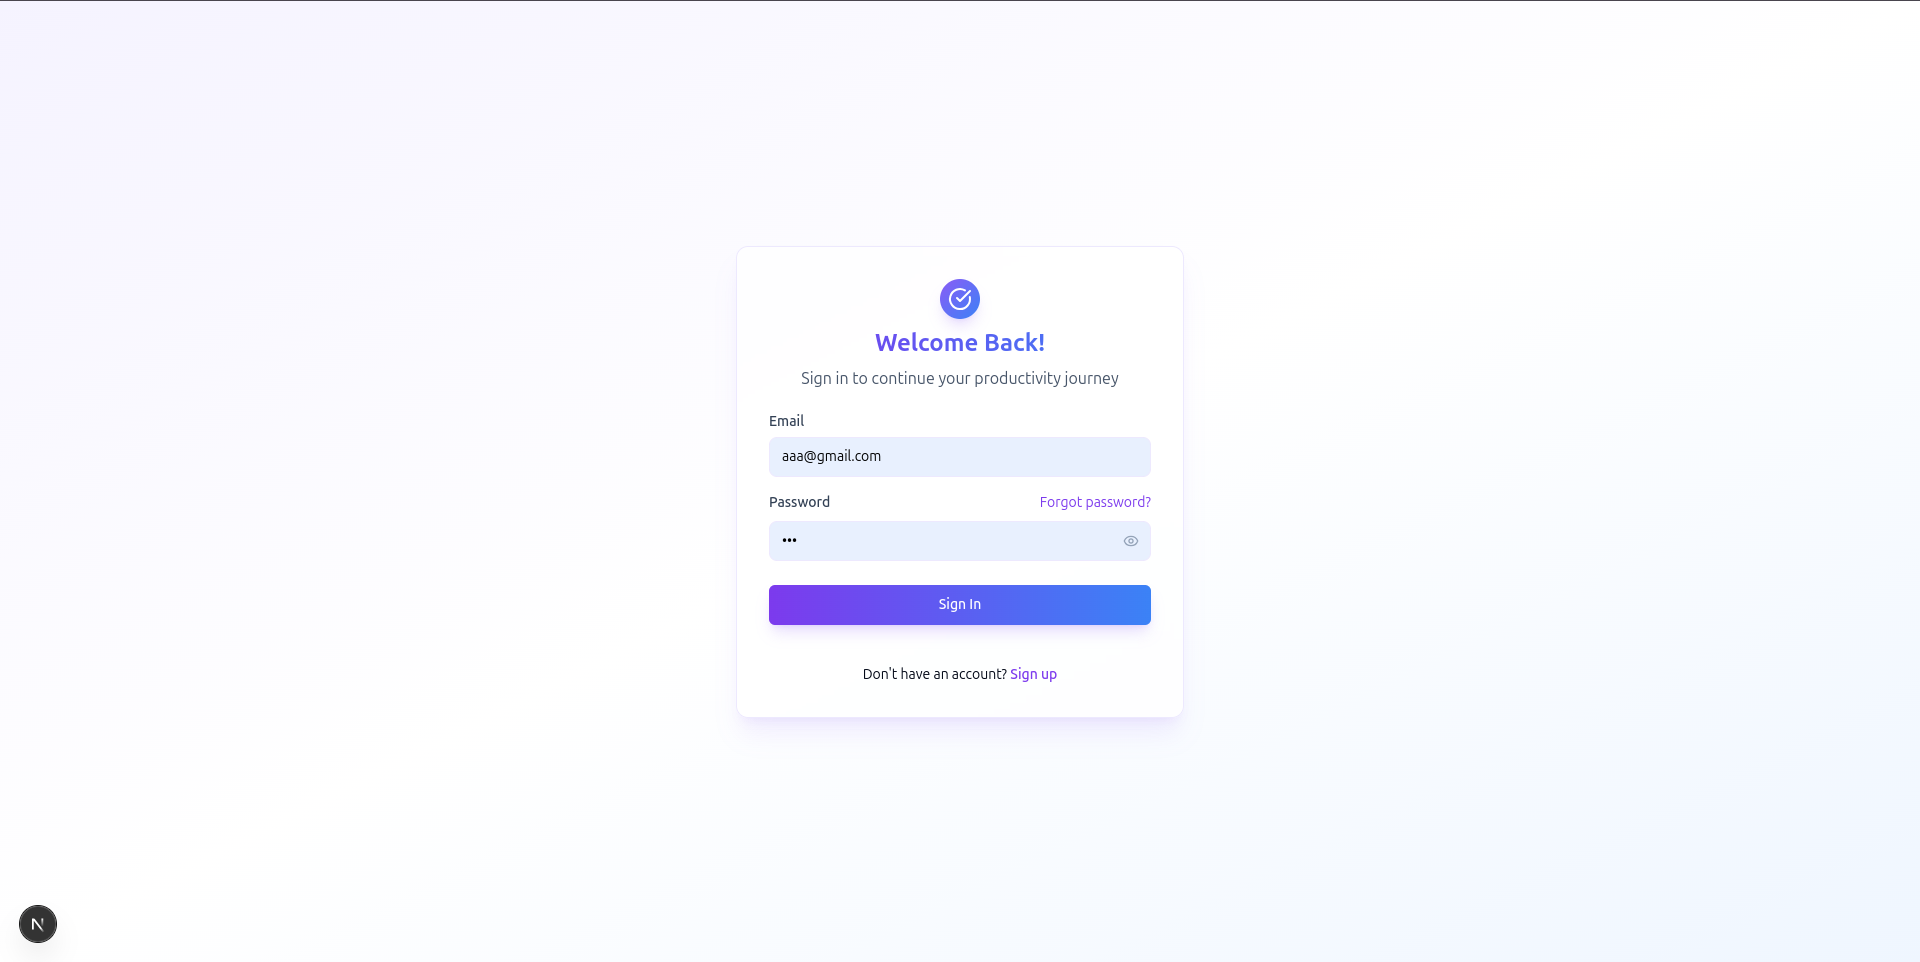 Welcome Back!
Sign in to continue your productivity journey
Email
aaa@gmail.com
Password Forgot password?
•••
Sign In
Don't have an account? Sign up
N